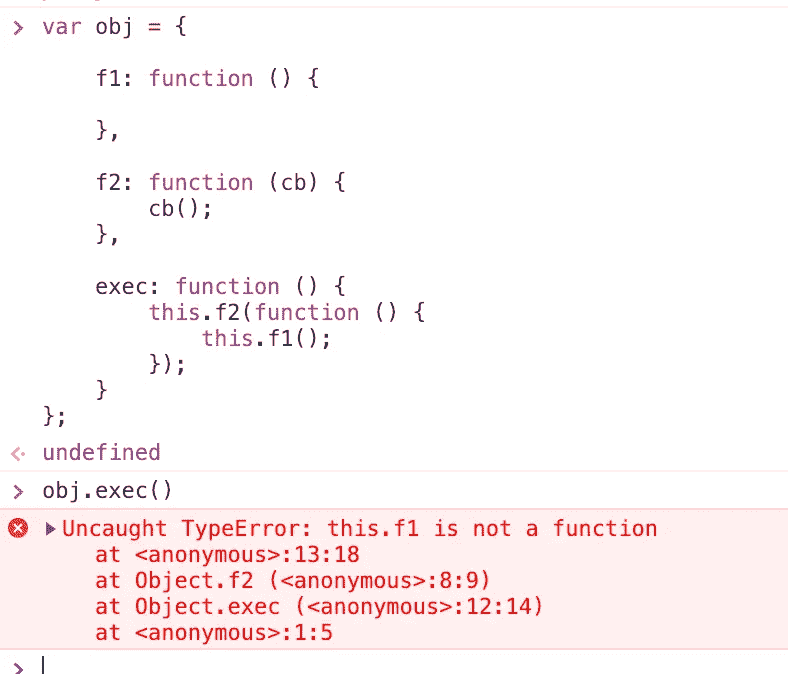 > var obj = {
f1: function () {
},
f2: function (cb) {
cb();
},
exec: function () {
this.f2(function () {
this.f1();
});
}
};
<· undefined
> obj.exec()
▶Uncaught TypeError: this.f1 is not a function
at <anonymous>:13:18
at Object.f2 (<anonymous>:8:9)
at Object.exec (<anonymous>:12:14)
at <anonymous>:1:5
>